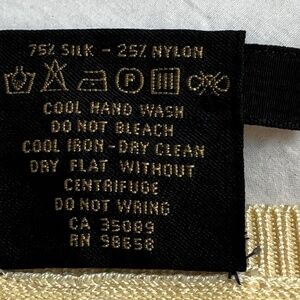 75% SILK - 25% NYLON
P
COOL HAND WASH
DO NOT BLEACH
COOL IRON-DRY CLEAN
DRY FLAT WITHOUT
CENTRIFUGE
DO NOT WRING
CA 35089
RN 98658